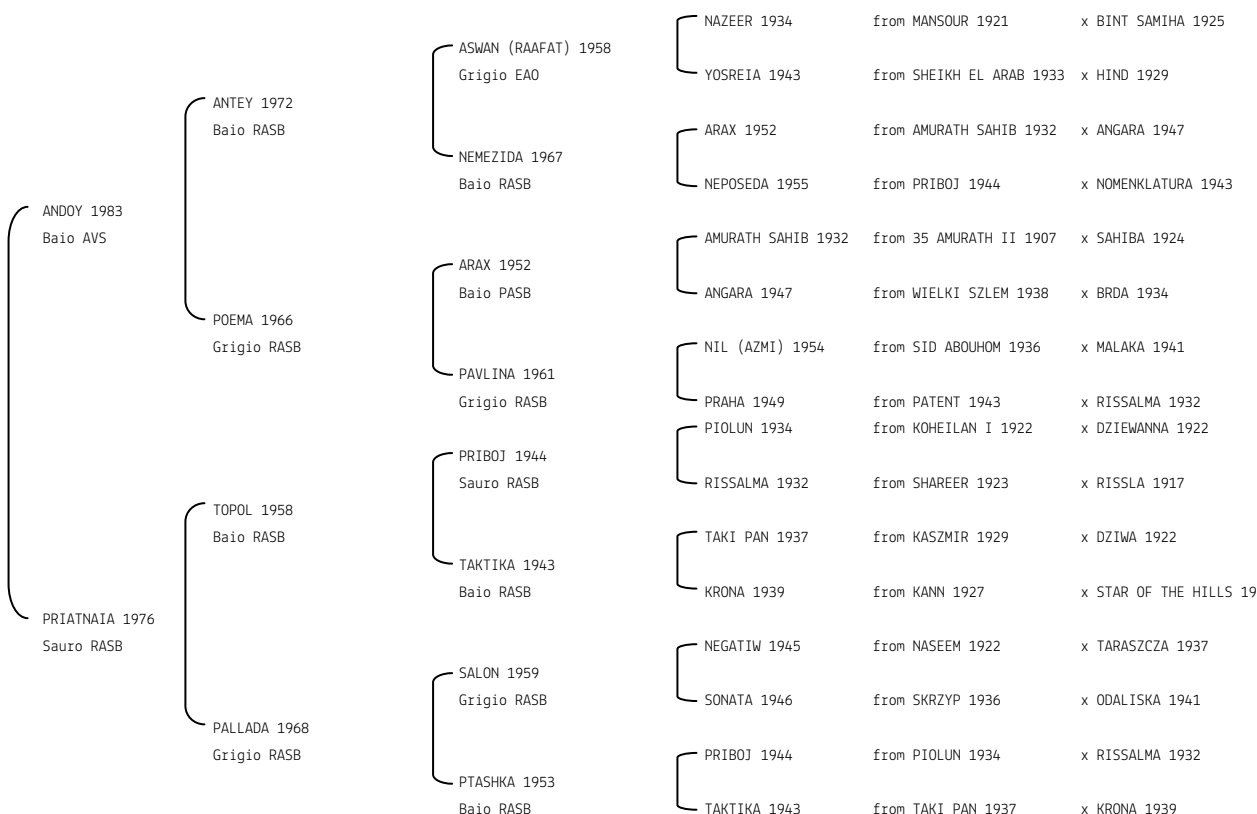 NAZEER 1934 from MANSOUR 1921 x BINT SAMIHA 1925
ASWAN (RAAFAT) 1958
Grigio EAO YOSREIA 1943 from SHEIKH EL ARAB 1933 x HIND 1929
ANTEY 1972
Baio RASB ARAX 1952 from AMURATH SAHIB 1932 x ANGARA 1947
NEMEZIDA 1967
Baio RASB NEPOSEDA 1955 from PRIBOJ 1944 x NOMENKLATURA 1943
ANDOY 1983
Baio AVS AMURATH SAHIB 1932 from 35 AMURATH II 1907 x SAHIBA 1924
ARAX 1952
Baio PASB ANGARA 1947 from WIELKI SZLEM 1938 x BRDA 1934
POEMA 1966
Grigio RASB NIL (AZMI) 1954 from SID ABOUHOM 1936 x MALAKA 1941
PAVLINA 1961
Grigio RASB PRAHA 1949 from PATENT 1943 x RISSALMA 1932
PIOLUN 1934 from KOHEILAN I 1922 x DZIEWANNA 1922
PRIBOJ 1944
Sauro RASB RISSALMA 1932 from SHAREER 1923 x RISSLA 1917
TOPOL 1958
Baio RASB TAKI PAN 1937 from KASZMIR 1929 x DZIWA 1922
TAKTIKA 1943
Baio RASB KRONA 1939 from KANN 1927 x STAR OF THE HILLS 19
PRIATNAIA 1976
Sauro RASB NEGATIW 1945 from NASEEM 1922 x TARASZCZA 1937
SALON 1959
Grigio RASB SONATA 1946 from SKRZYP 1936 x ODALISKA 1941
PALLADA 1968
Grigio RASB PRIBOJ 1944 from PIOLUN 1934 x RISSALMA 1932
PTASHKA 1953
Baio RASB TAKTIKA 1943 from TAKI PAN 1937 x KRONA 1939